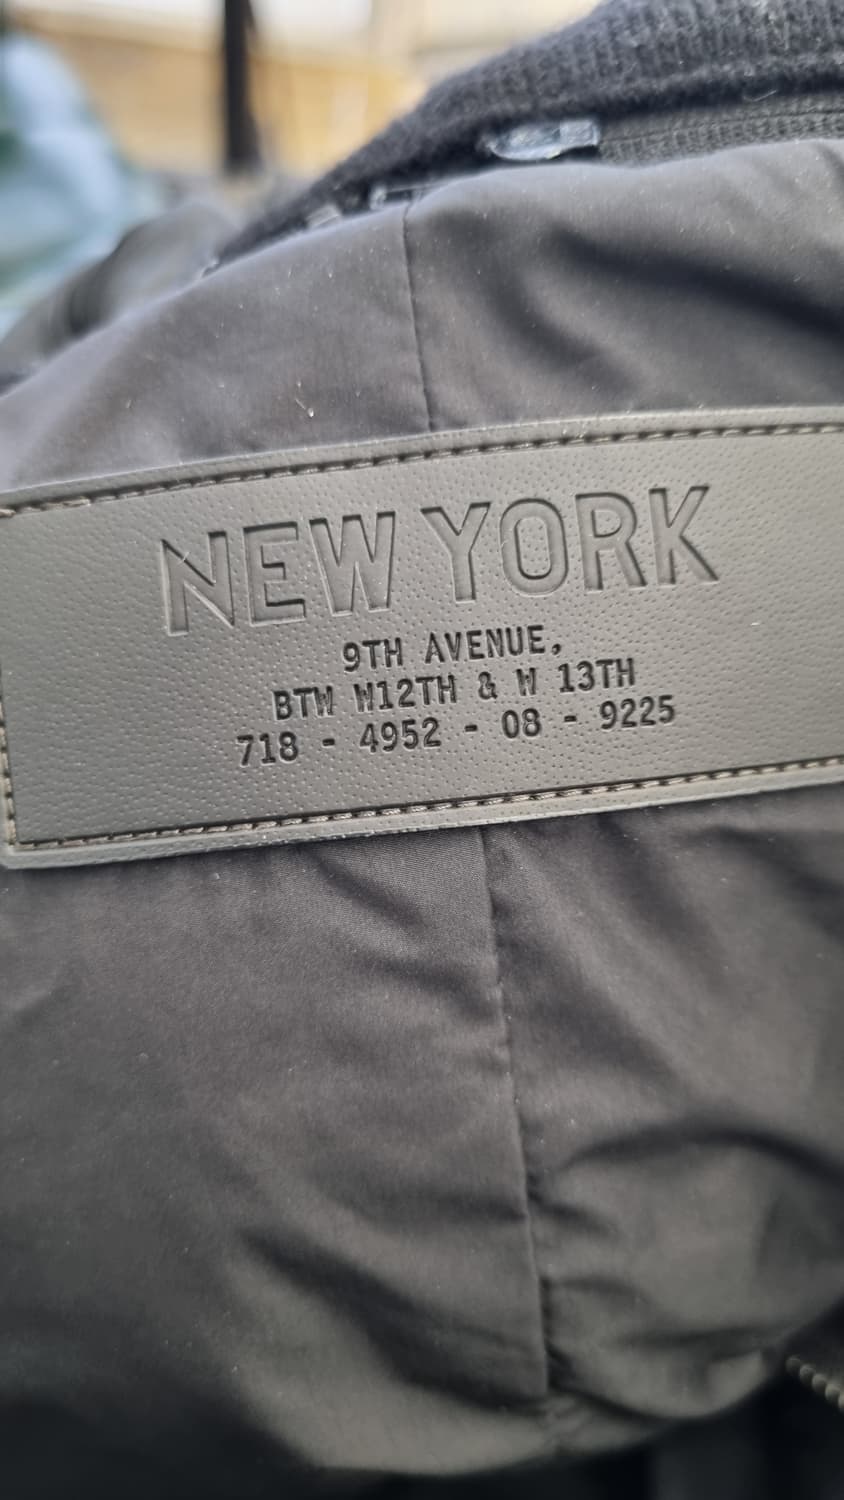 NEW YORK
9TH AVENUE,
BTW W12TH & W 13TH
718 - 4952 - 08 - 9225